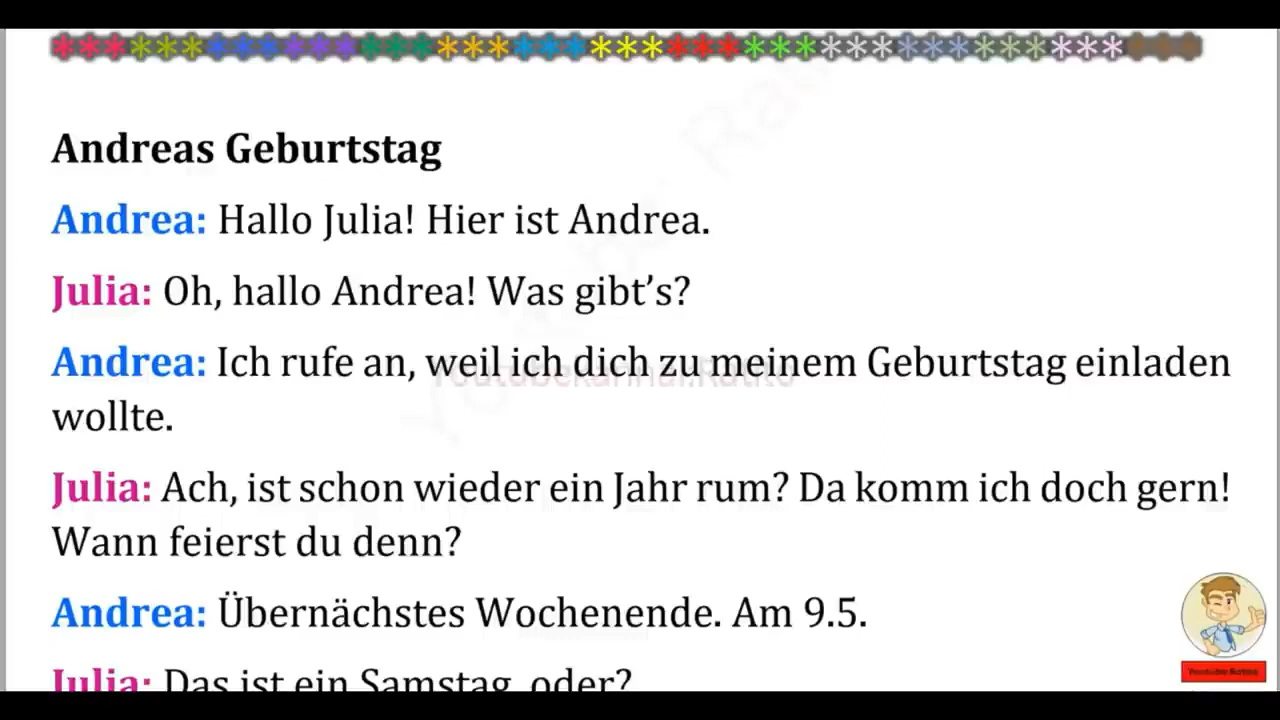 Andreas Geburtstag
Andrea: Hallo Julia! Hier ist Andrea.
Julia: Oh, hallo Andrea! Was gibt's?
Andrea: Ich rufe an, weil ich dich zu meinem Geburtstag einladen
wollte.
Julia: Ach, ist schon wieder ein Jahr rum? Da komm ich doch gern!
Wann feierst du denn?
Andrea: Übernächstes Wochenende. Am 9.5.
Julia: Das ist ein Samstag, oder?
Youtube Ratito